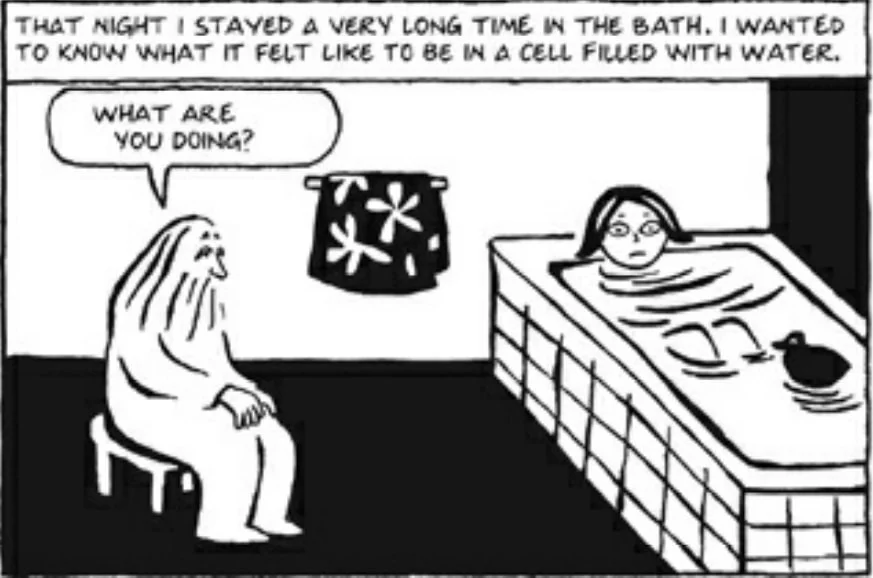 THAT NIGHT I STAYED A VERY LONG TIME IN THE BATH. I WANTED
TO KNOW WHAT IT FELT LIKE TO BE IN A CELL FILLED WITH WATER.
WHAT ARE
YOU DOING?